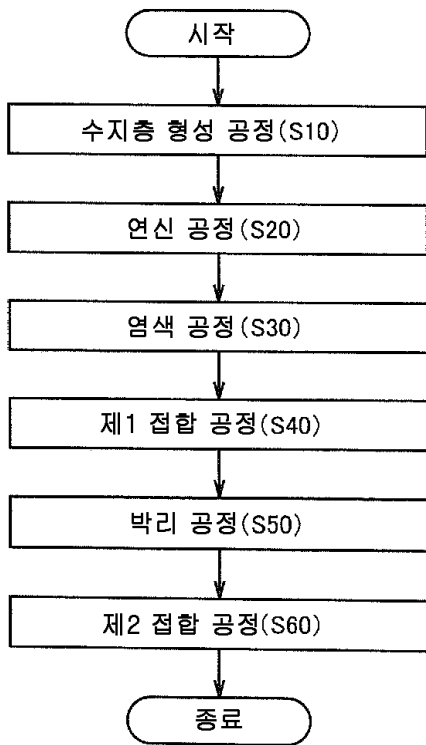 시작
수지층 형성 공정(S10)
연신 공정(S20)
염색 공정(S30)
제1 접합 공정(S40)
박리 공정(S50)
제2 접합 공정(S60)
종료